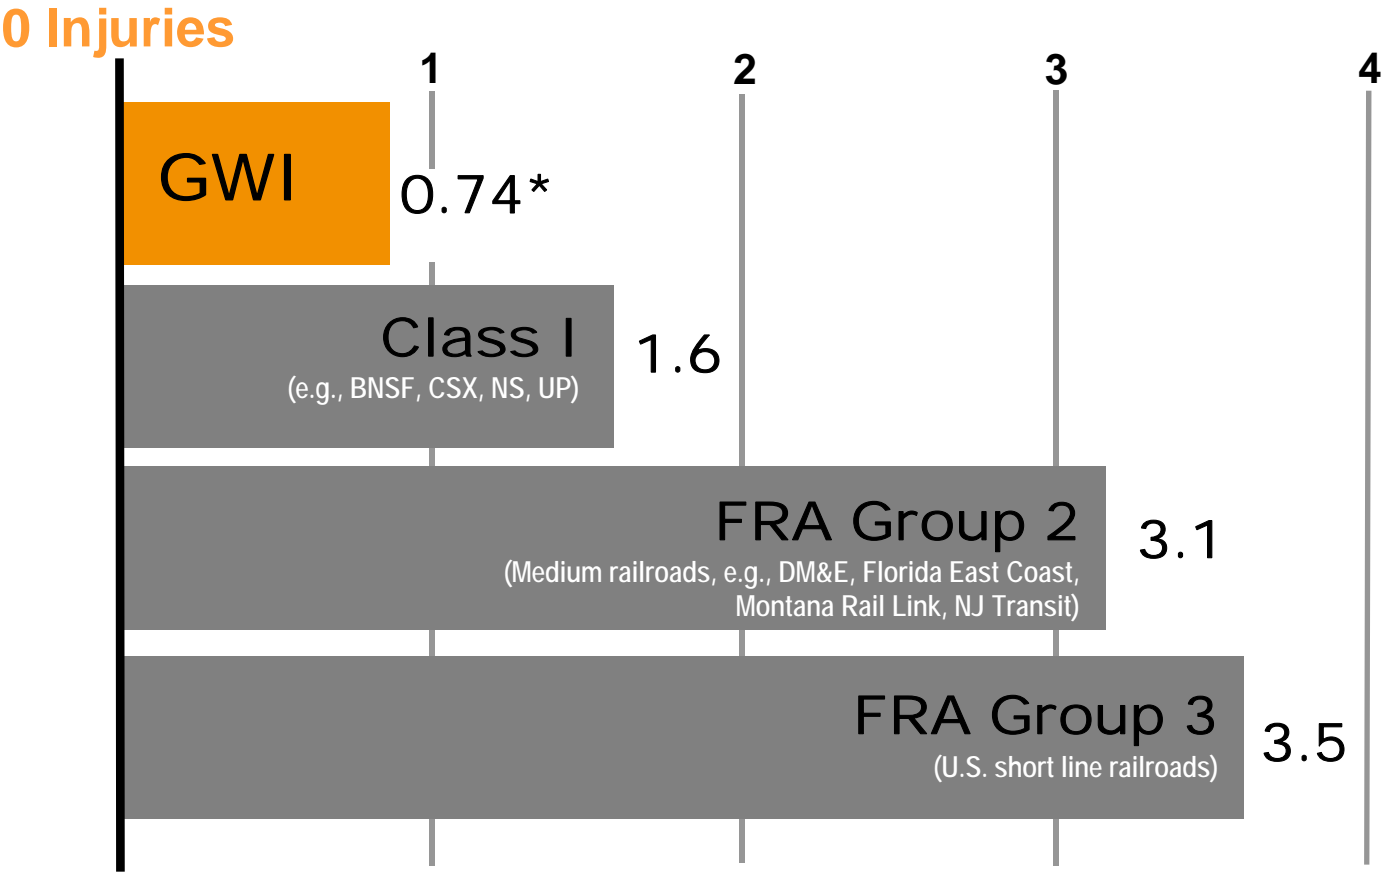 0 Injuries
1 2 3 4
GWI
0.74*
Class I
(e.g., BNSF, CSX, NS, UP)
1.6
FRA Group 2
(Medium railroads, e.g., DM&E, Florida East Coast,
Montana Rail Link, NJ Transit)
3.1
FRA Group 3
(U.S. short line railroads)
3.5